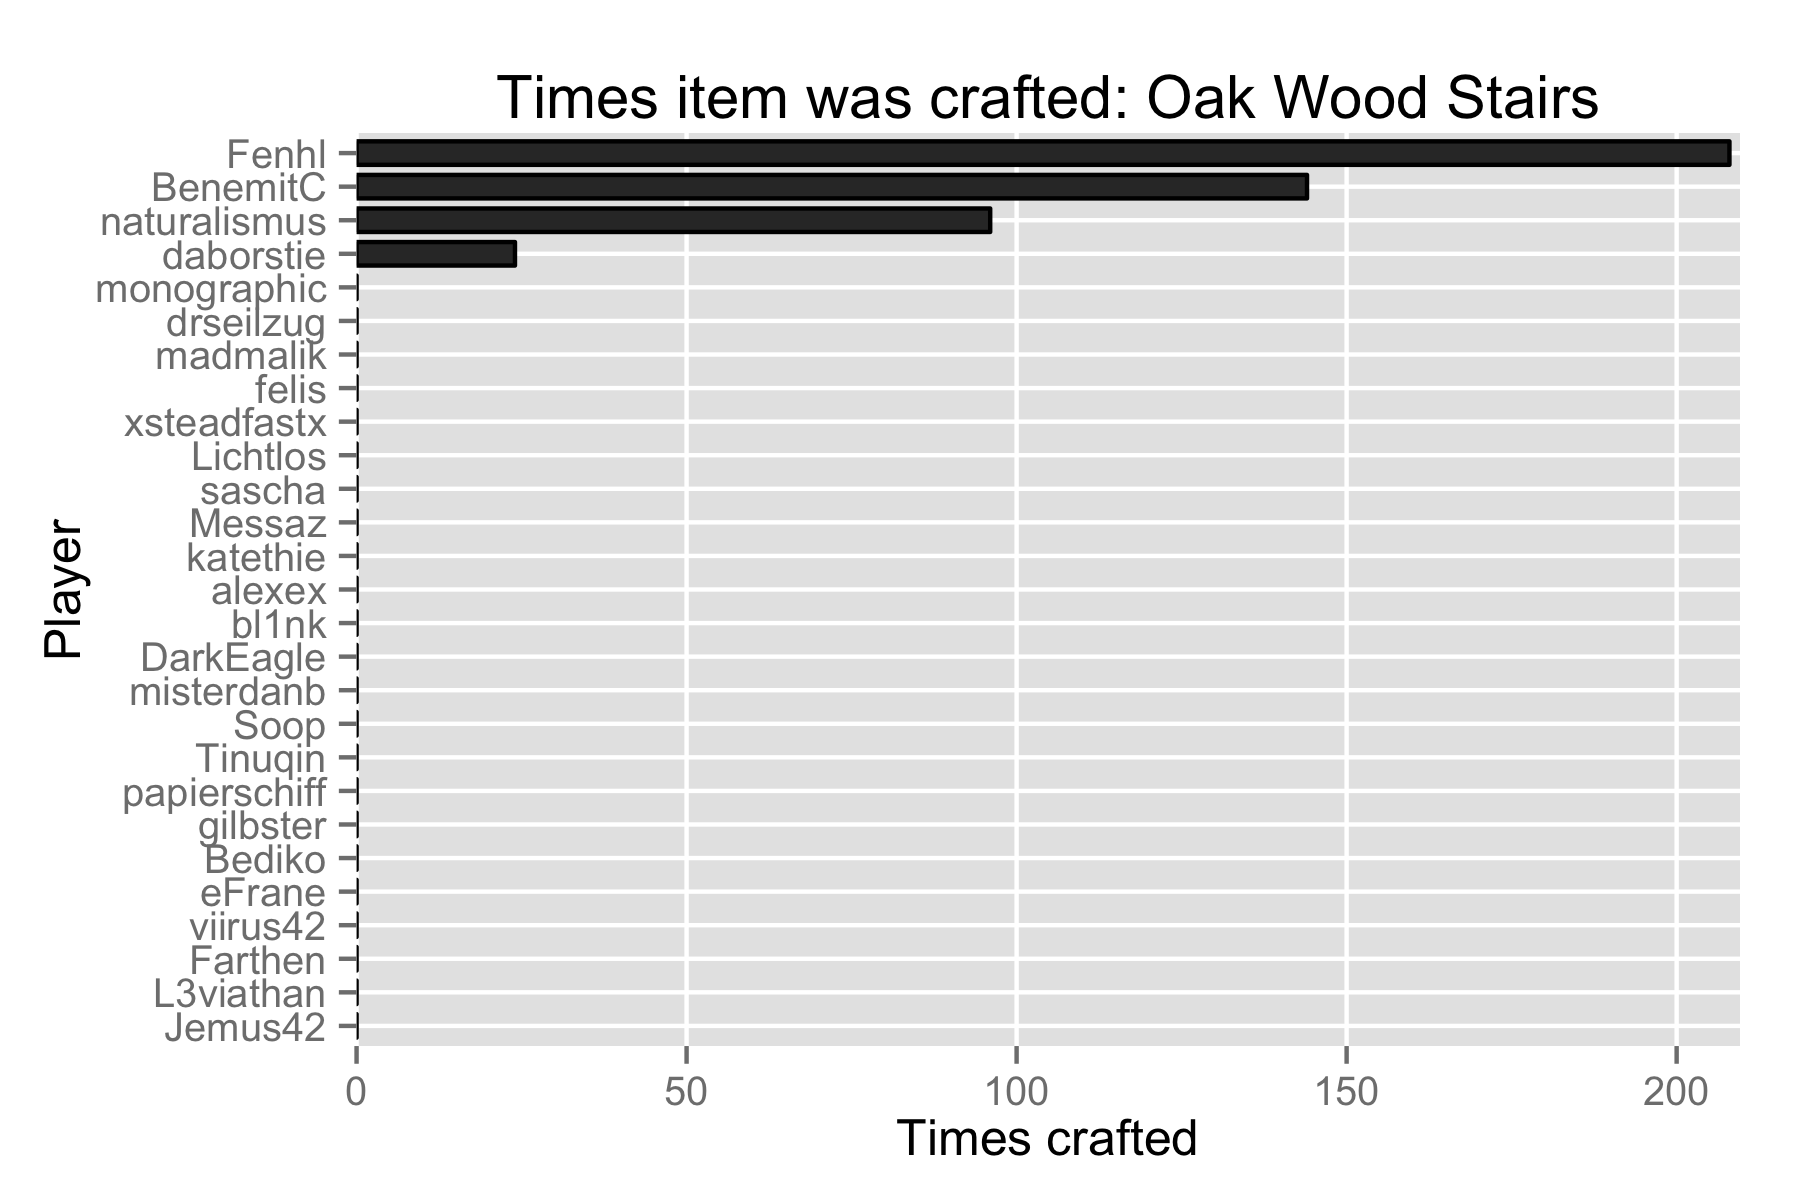 Times item was crafted: Oak Wood Stairs
Fenhl
BenemitC
naturalismus
daborstie
monographic
drseilzug
madmalik
felis
xsteadfastx
Lichtlos
sascha
Messaz
katethie
alexex
bl1nk
DarkEagle
misterdanb
Soop
Tinuqin
papierschiff
gilbster
Bediko
eFrane
viirus42
Farthen
L3viathan
Jemus42
Player
0 50 100 150 200
Times crafted